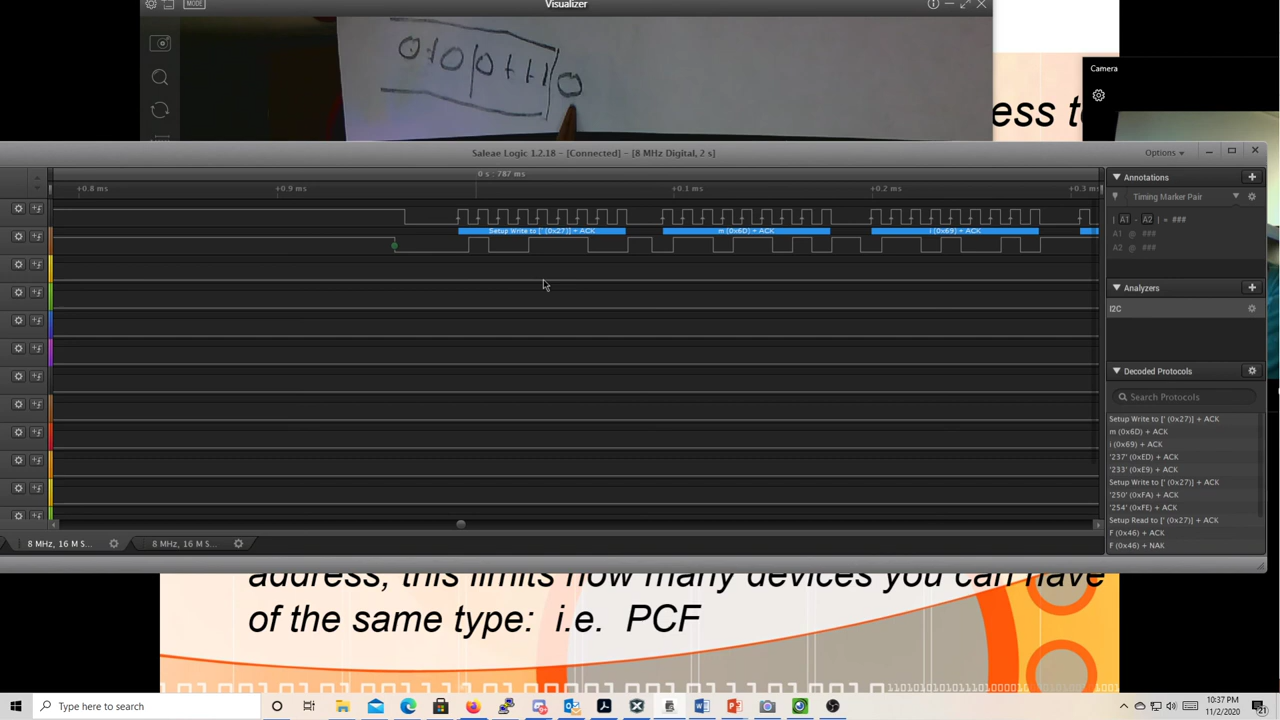 Visualizer
MODE
010|0111|0
Camera
ess t
Saleae Logic 1.2.18 - [Connected] - [8 MHz Digital, 2 s]
Options
0 s : 787 ms
+0.8 ms
+0.9 ms
+0.1 ms
+0.2 ms
+0.3 ms
Setup Write to [' (0x27)] + ACK
m (0x6D) + ACK
i (0x69) + ACK
Annotations
Timing Marker Pair
| A1 - A2 | = ###
A1 @ ###
A2 @ ###
Analyzers
I2C
Decoded Protocols
Search Protocols
Setup Write to [' (0x27)] + ACK
m (0x6D) + ACK
i (0x69) + ACK
'237' (0xED) + ACK
'233' (0xE9) + ACK
Setup Write to [' (0x27)] + ACK
'250' (0xFA) + ACK
'254' (0xFE) + ACK
Setup Read to [' (0x27)] + ACK
F (0x46) + ACK
F (0x46) + NAK
8 MHz, 16 M S...
8 MHz, 16 M S...
address, this limits how many devices you can have
of the same type: i.e. PCF
Type here to search
10:37 PM
11/2/2020
21